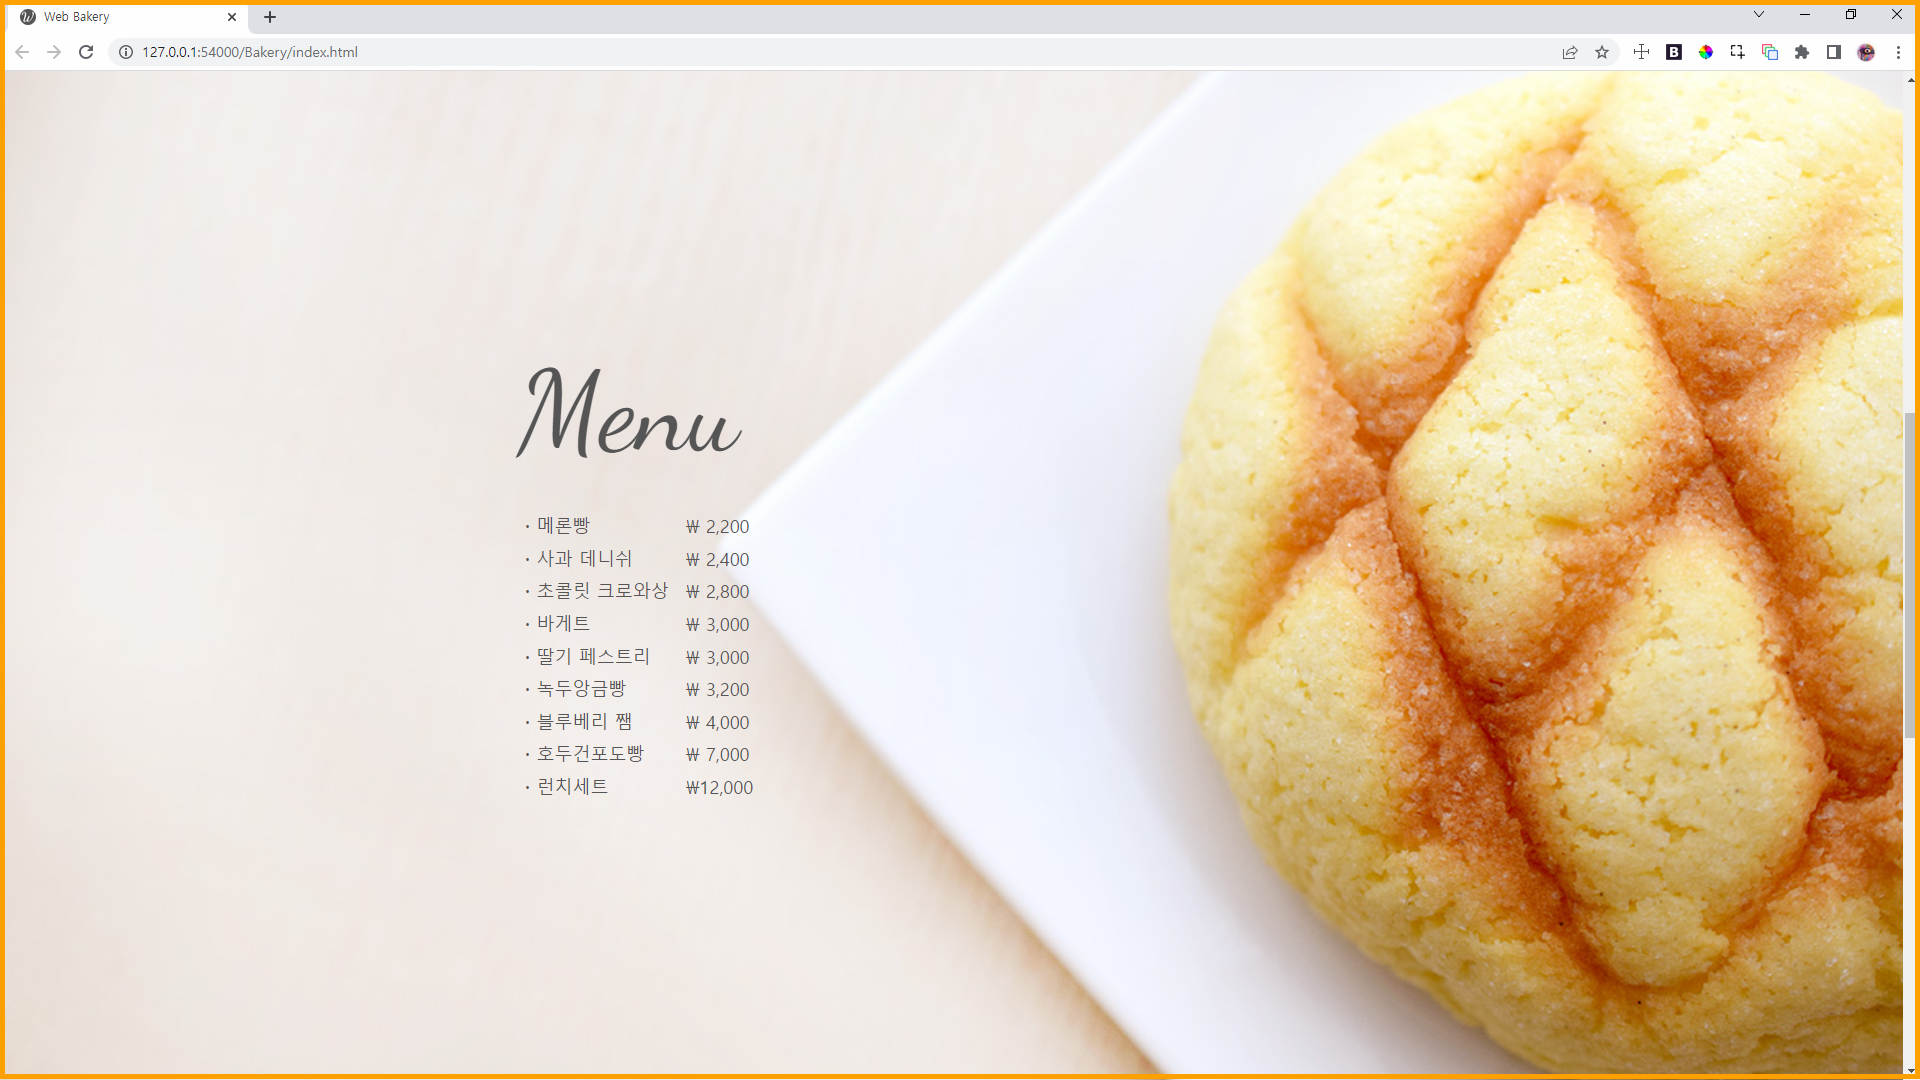 Web Bakery
127.0.0.1:54000/Bakery/index.html
Menu
· 메론빵 ₩ 2,200
· 사과 데니쉬 ₩ 2,400
· 초콜릿 크로와상 ₩ 2,800
· 바게트 ₩ 3,000
· 딸기 페스트리 ₩ 3,000
· 녹두앙금빵 ₩ 3,200
· 블루베리 쨈 ₩ 4,000
· 호두건포도빵 ₩ 7,000
· 런치세트 ₩12,000